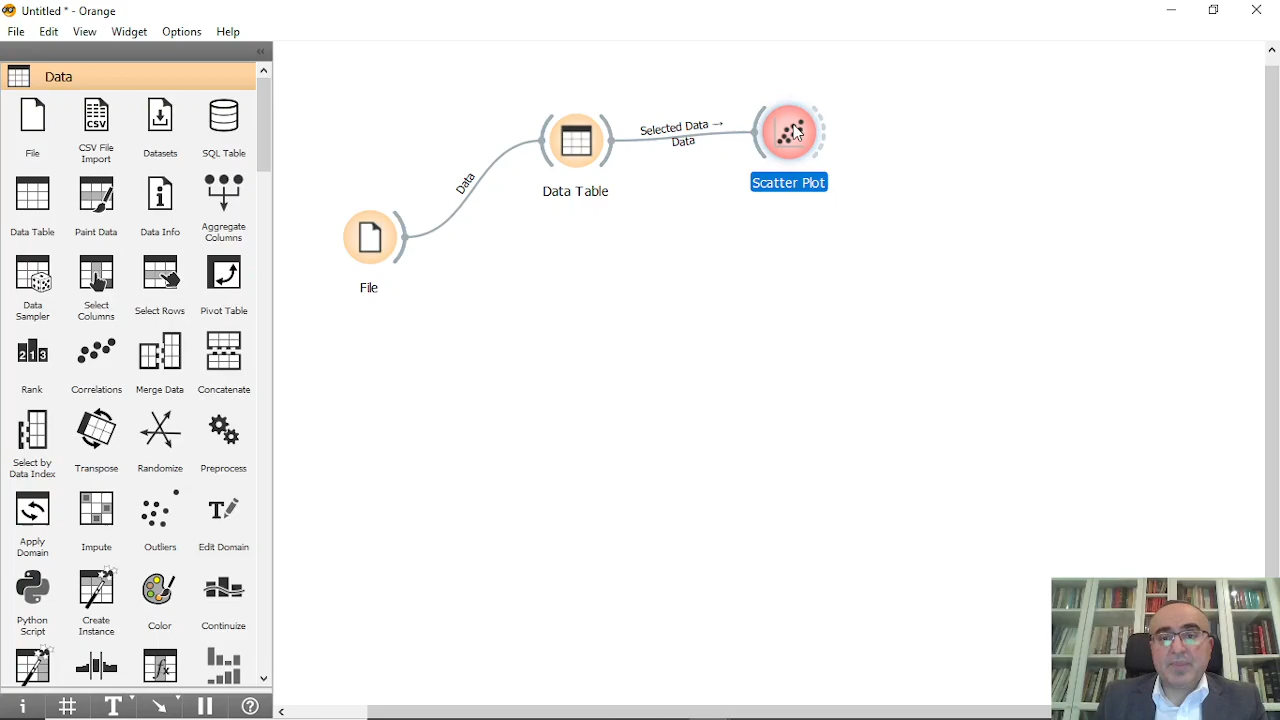 Untitled * - Orange
File Edit View Widget Options Help
Data
File
CSV File
Import
Datasets
SQL Table
Data Table
Paint Data
Data Info
Aggregate
Columns
Data
Sampler
Select
Columns
Select Rows
Pivot Table
Rank
Correlations
Merge Data
Concatenate
Select by
Data Index
Transpose
Randomize
Preprocess
Apply
Domain
Impute
Outliers
Edit Domain
Python
Script
Create
Instance
Color
Continuize
File
Data
Data Table
Selected Data →
Data
Scatter Plot